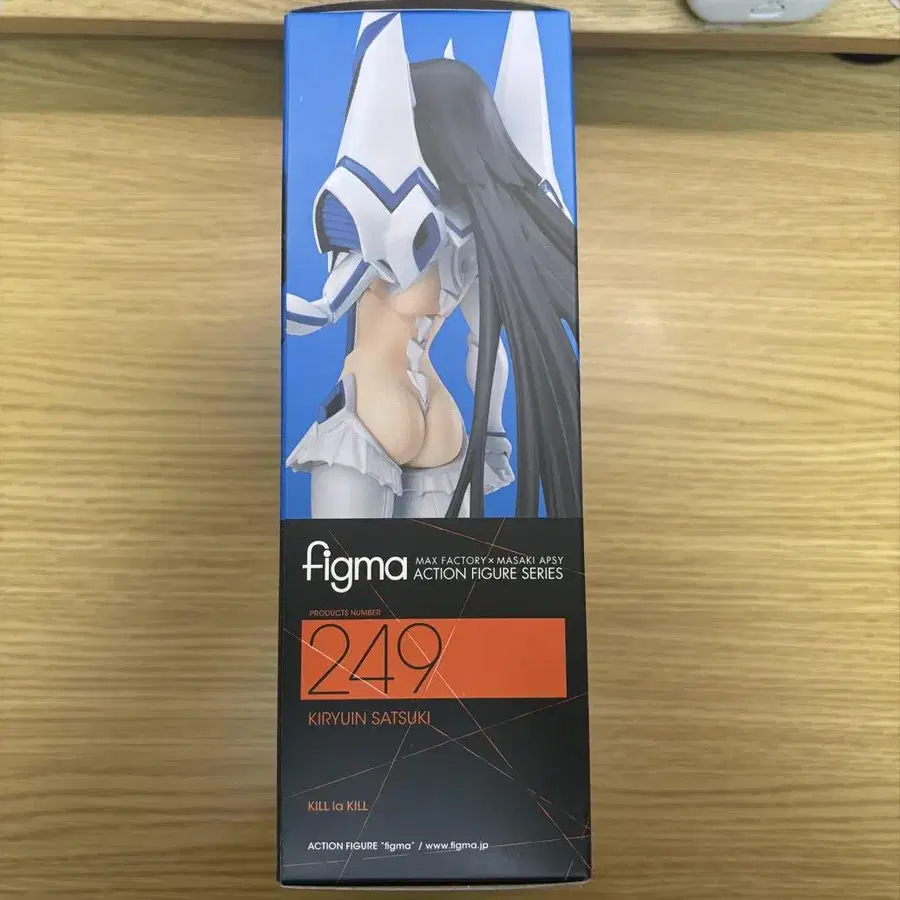 figma
MAX FACTORY × MASAKI APSY
ACTION FIGURE SERIES
PRODUCTS NUMBER
249
KIRYUIN SATSUKI
KILL la KILL
ACTION FIGURE "figma" / www.figma.jp